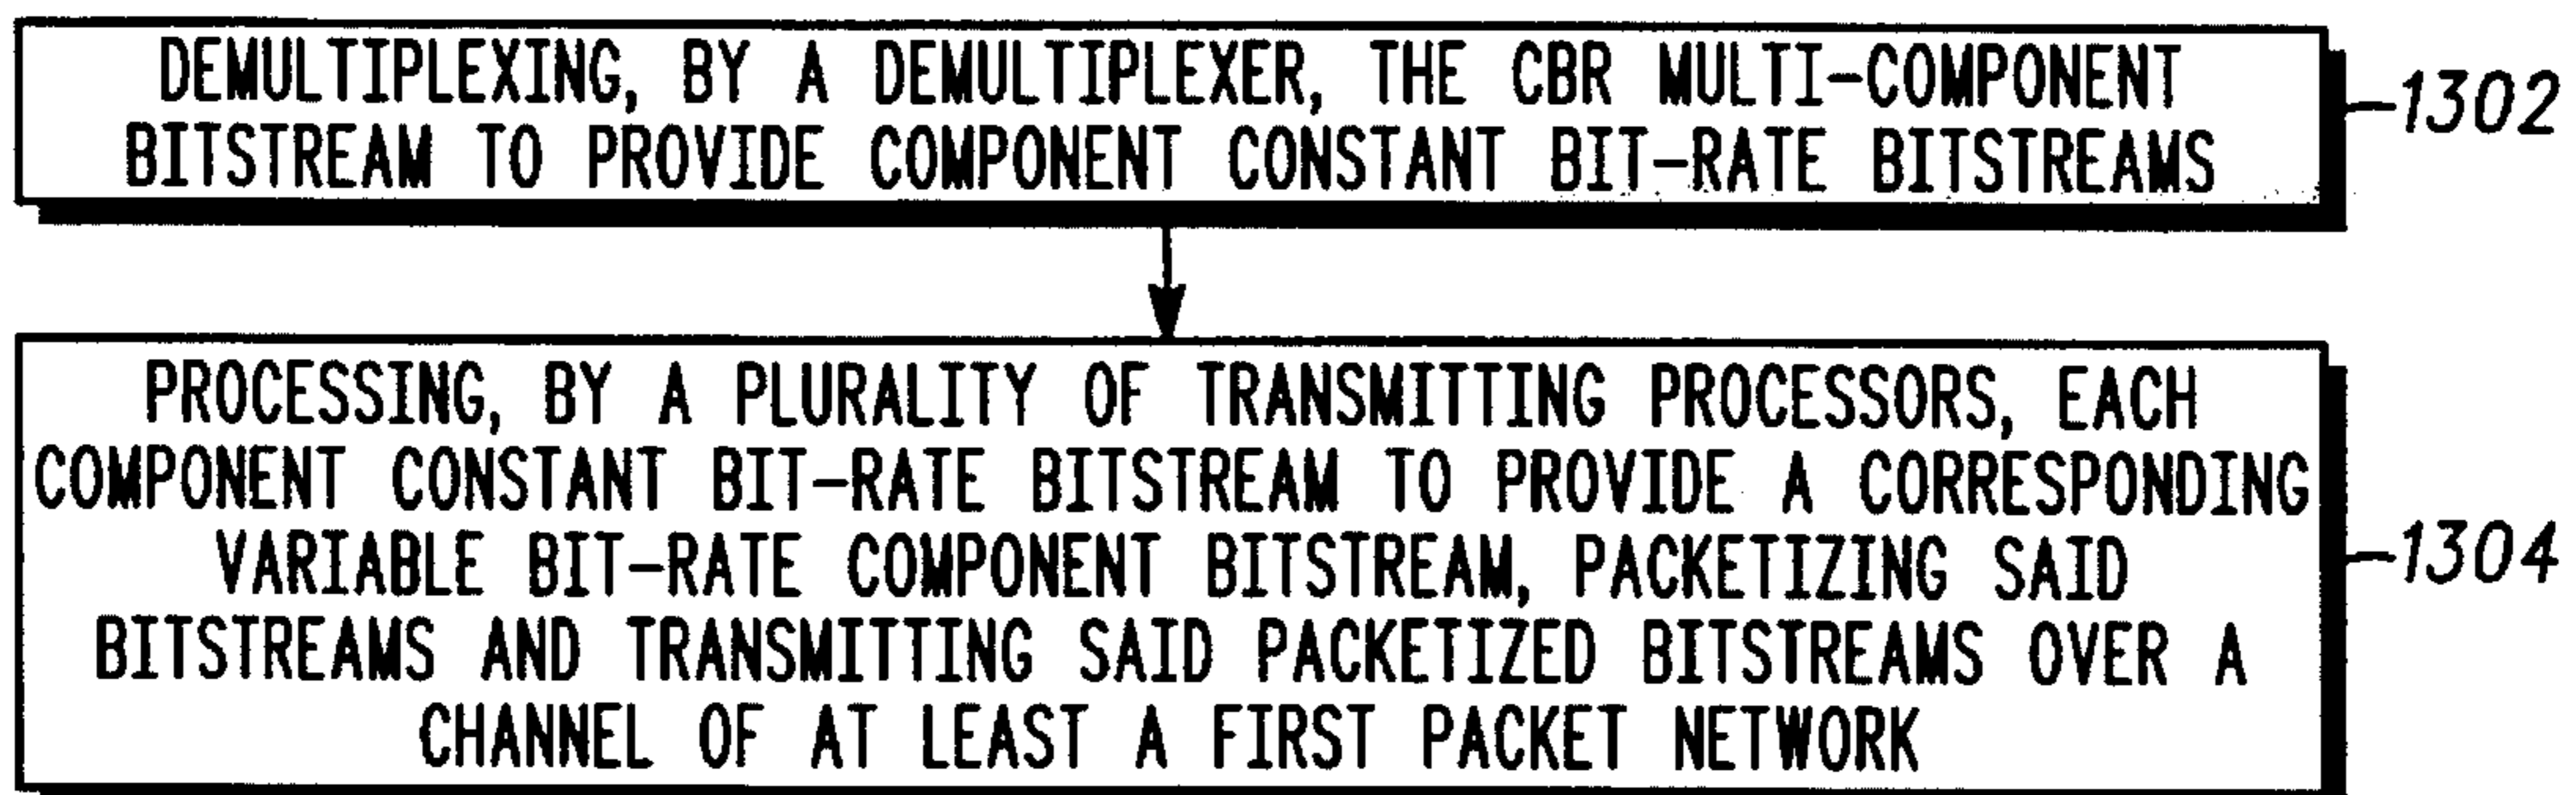 DEMULTIPLEXING, BY A DEMULTIPLEXER, THE CBR MULTI-COMPONENT
BITSTREAM TO PROVIDE COMPONENT CONSTANT BIT-RATE BITSTREAMS
1302
PROCESSING, BY A PLURALITY OF TRANSMITTING PROCESSORS, EACH
COMPONENT CONSTANT BIT-RATE BITSTREAM TO PROVIDE A CORRESPONDING
VARIABLE BIT-RATE COMPONENT BITSTREAM, PACKETIZING SAID
BITSTREAMS AND TRANSMITTING SAID PACKETIZED BITSTREAMS OVER A
CHANNEL OF AT LEAST A FIRST PACKET NETWORK
1304